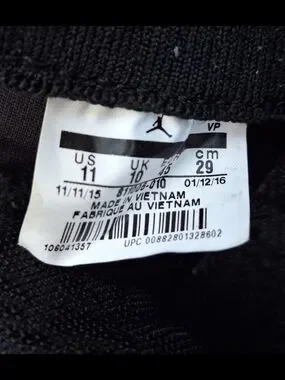 VP
US UK EUR cm
11 10 45 29
11/11/15 01/12/16
MADE IN VIETNAM
FABRIQUE AU VIETNAM
106041357
UPC 00882801328602